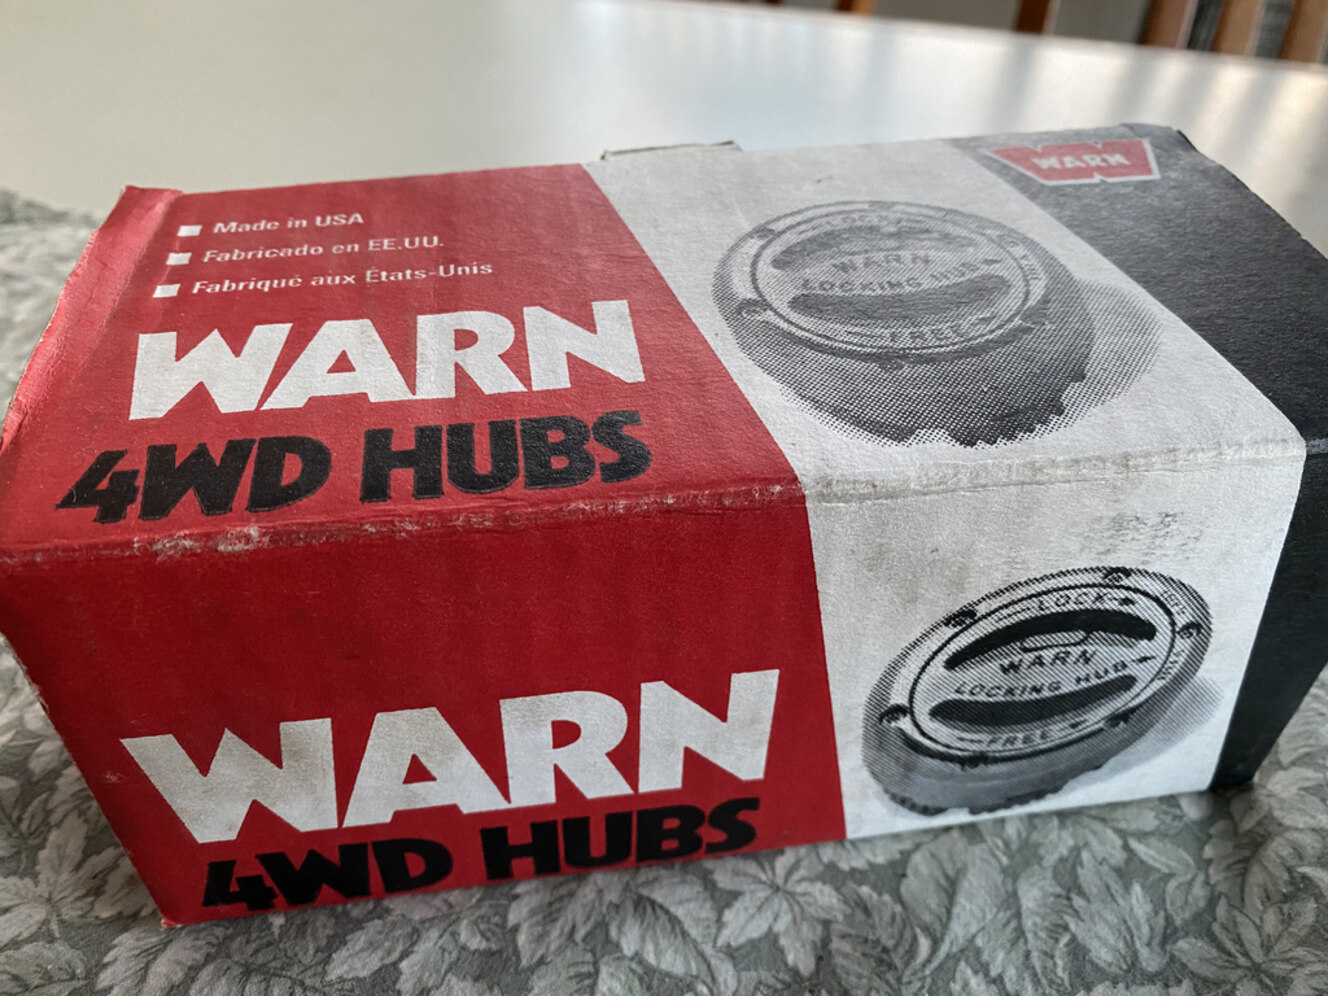 Made in USA
Fabricado en EE.UU.
Fabriqué aux États-Unis
WARN
4WD HUBS
WARN
LOCK
WARN
LOCKING HUB
FREE
WARN
4WD HUBS
LOCK
WARN
LOCKING HUB
FREE